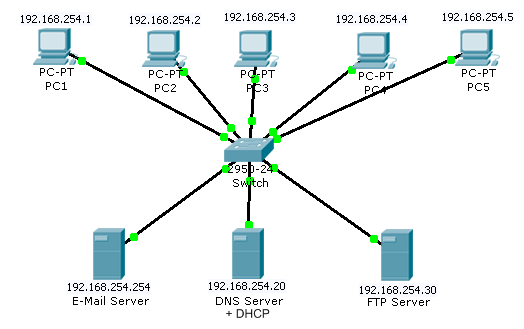 192.168.254.1
192.168.254.2
192.168.254.3
192.168.254.4
192.168.254.5
PC-PT
PC1
PC-PT
PC2
PC-PT
PC3
PC-PT
PC4
PC-PT
PC5
2950-24
Switch
192.168.254.254
E-Mail Server
192.168.254.20
DNS Server
+ DHCP
192.168.254.30
FTP Server